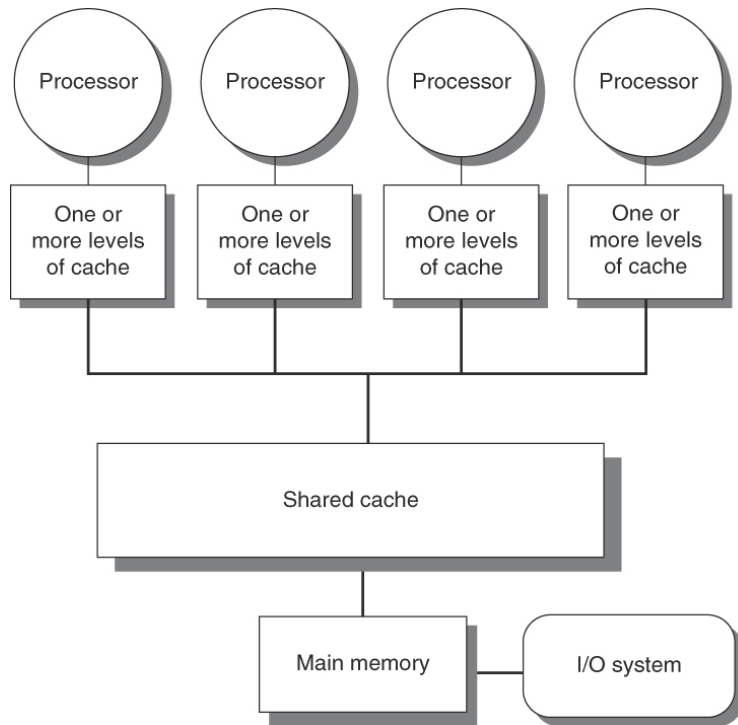 Processor
Processor
Processor
Processor
One or
more levels
of cache
One or
more levels
of cache
One or
more levels
of cache
One or
more levels
of cache
Shared cache
Main memory
I/O system